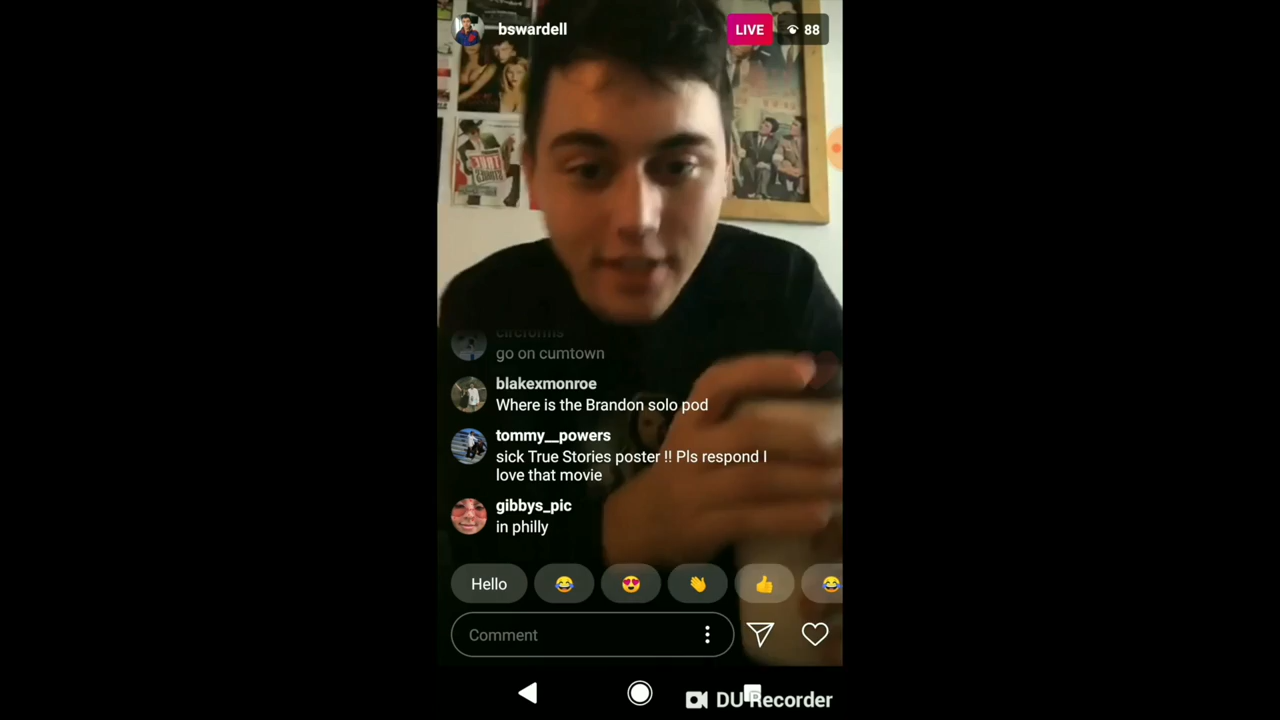 bswardell
LIVE
88
circforms
go on cumtown
blakexmonroe
Where is the Brandon solo pod
tommy__powers
sick True Stories poster !! Pls respond I
love that movie
gibbys_pic
in philly
Hello
Comment
DU Recorder